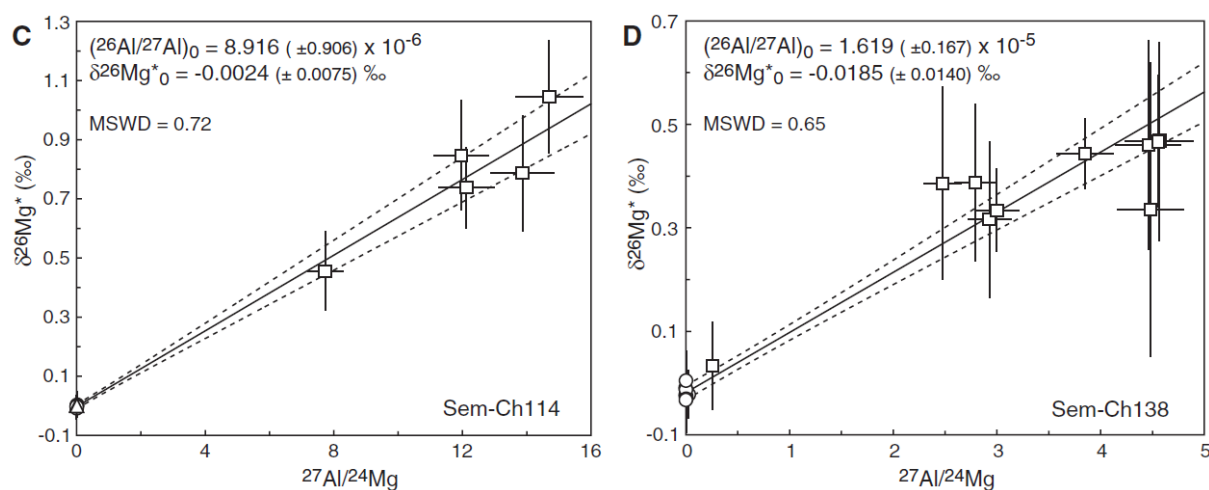 C
(²⁶Al/²⁷Al)₀ = 8.916 (±0.906) x 10⁻⁶
δ²⁶Mg*₀ = -0.0024 (± 0.0075) ‰
MSWD = 0.72
δ²⁶Mg* (‰)
1.3
1.1
0.9
0.7
0.5
0.3
0.1
-0.1
Sem-Ch114
0 4 8 12 16
²⁷Al/²⁴Mg
D
(²⁶Al/²⁷Al)₀ = 1.619 (±0.167) x 10⁻⁵
δ²⁶Mg*₀ = -0.0185 (± 0.0140) ‰
MSWD = 0.65
δ²⁶Mg* (‰)
0.7
0.5
0.3
0.1
-0.1
Sem-Ch138
0 1 2 3 4 5
²⁷Al/²⁴Mg